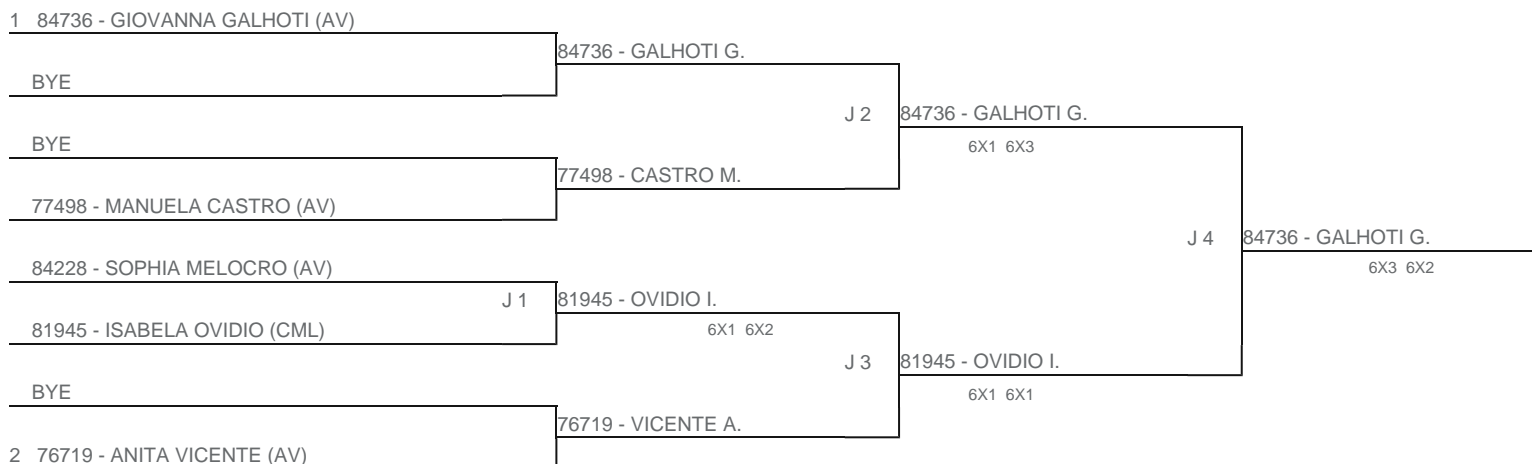 1 84736 - GIOVANNA GALHOTI (AV)
84736 - GALHOTI G.
BYE
J 2
84736 - GALHOTI G.
6X1 6X3
BYE
77498 - CASTRO M.
77498 - MANUELA CASTRO (AV)
J 4
84736 - GALHOTI G.
6X3 6X2
84228 - SOPHIA MELOCRO (AV)
J 1
81945 - OVIDIO I.
6X1 6X2
81945 - ISABELA OVIDIO (CML)
J 3
81945 - OVIDIO I.
6X1 6X1
BYE
76719 - VICENTE A.
2 76719 - ANITA VICENTE (AV)